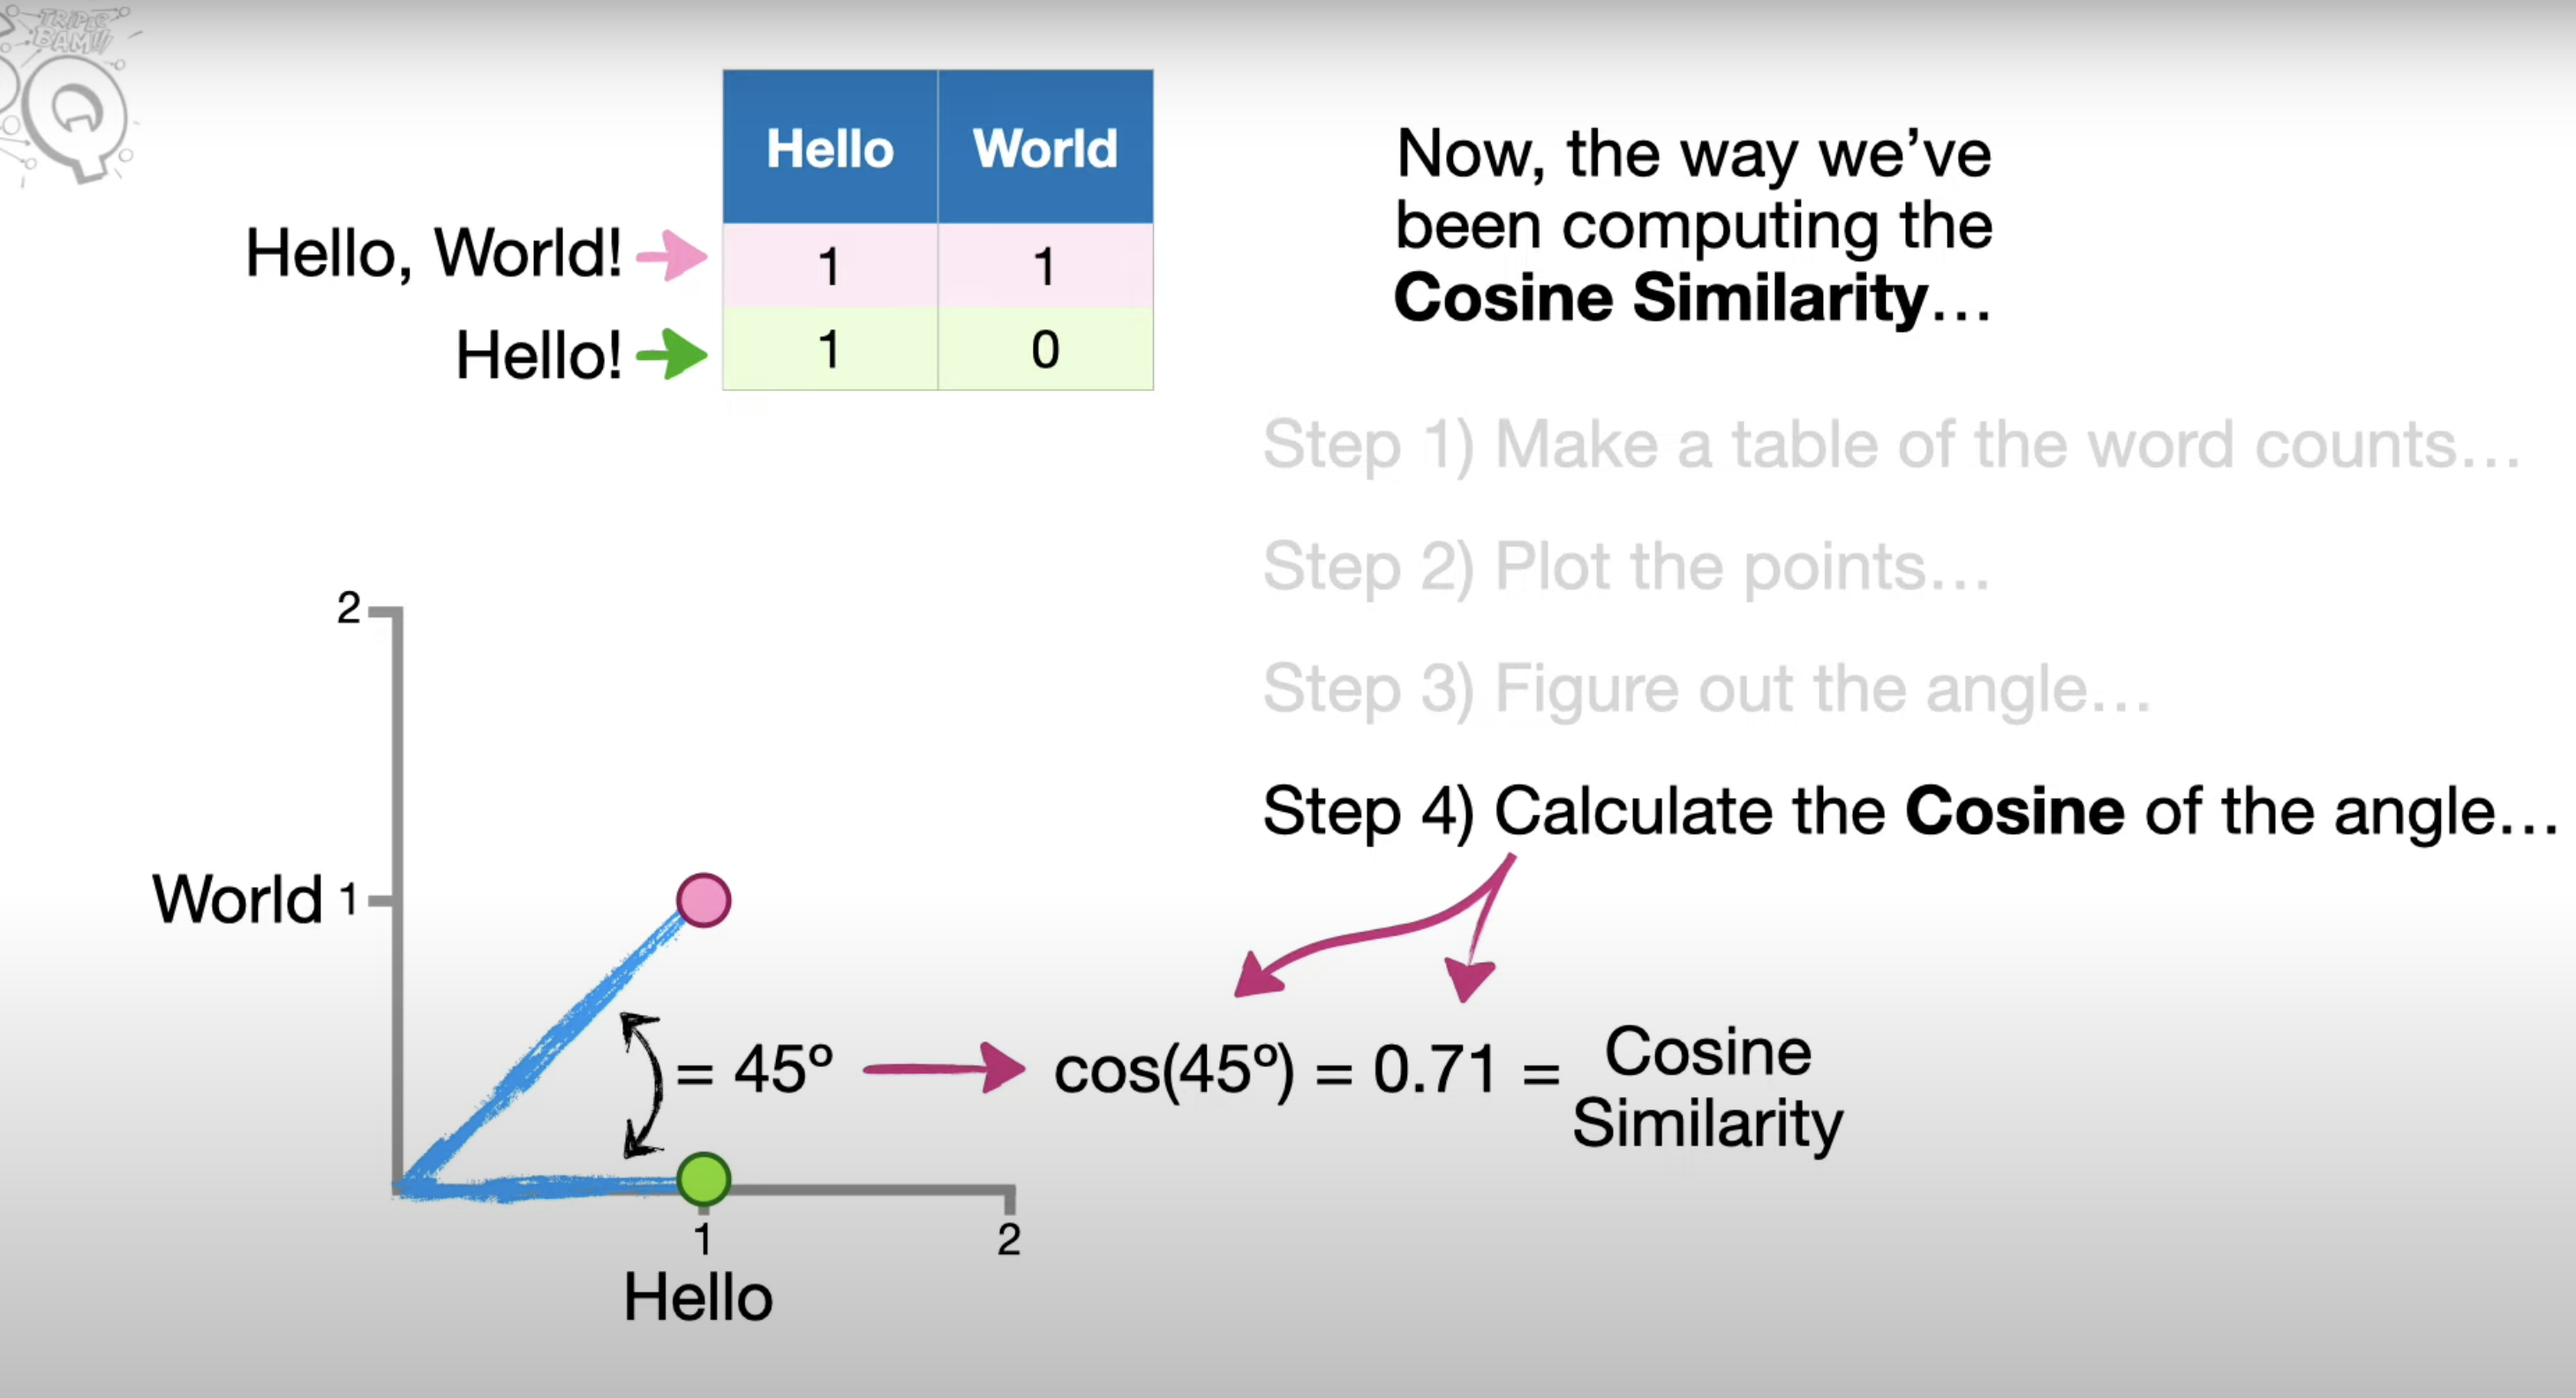 TRIPLE
BAM!!!
Hello World
Hello, World! 1 1
Hello! 1 0
Now, the way we’ve
been computing the
Cosine Similarity…
Step 1) Make a table of the word counts…
Step 2) Plot the points…
Step 3) Figure out the angle…
Step 4) Calculate the Cosine of the angle…
2
World 1
= 45º
cos(45º) = 0.71 =
Cosine
Similarity
1 2
Hello